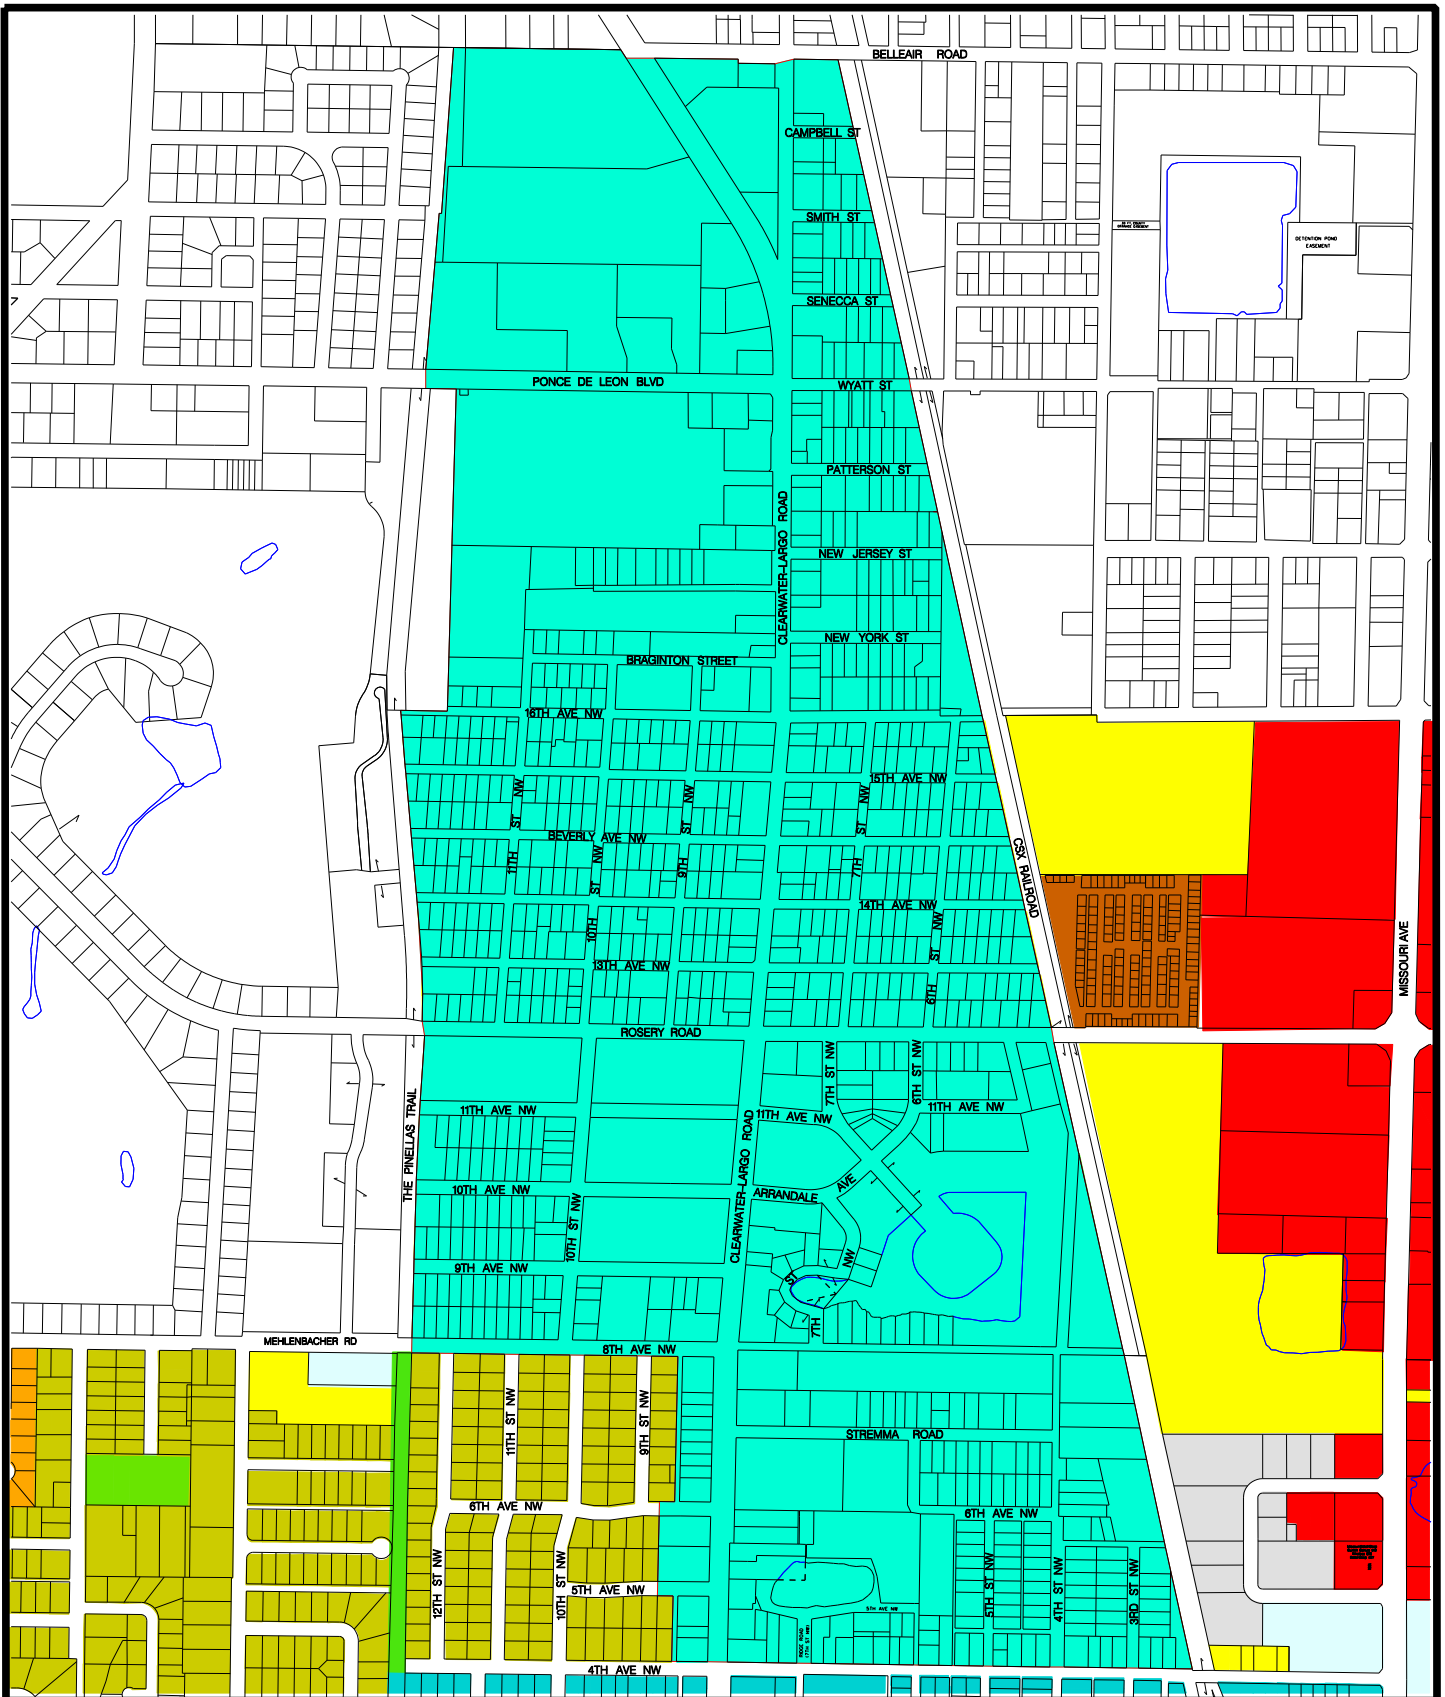 BELLEAIR ROAD
CAMPBELL ST
SMITH ST
DETENTION POND
EASEMENT
SENECCA ST
PONCE DE LEON BLVD
WYATT ST
PATTERSON ST
CLEARWATER-LARGO ROAD
NEW JERSEY ST
NEW YORK ST
BRAGINTON STREET
16TH AVE NW
15TH AVE NW
11TH ST NW
9TH ST NW
7TH ST NW
BEVERLY AVE NW
10TH ST NW
CSX RAILROAD
14TH AVE NW
6TH ST NW
13TH AVE NW
MISSOURI AVE
ROSERY ROAD
7TH ST NW
6TH ST NW
THE PINELLAS TRAIL
11TH AVE NW
11TH AVE NW
11TH AVE NW
CLEARWATER-LARGO ROAD
10TH AVE NW
ARRANDALE AVE
10TH ST NW
9TH AVE NW
7TH ST NW
MEHLENBACHER RD
8TH AVE NW
11TH ST NW
9TH ST NW
STREMMA ROAD
6TH AVE NW
6TH AVE NW
12TH ST NW
10TH ST NW
5TH AVE NW
5TH ST NW
4TH ST NW
3RD ST NW
5TH AVE NW
RIDGE ROAD
4TH AVE NW